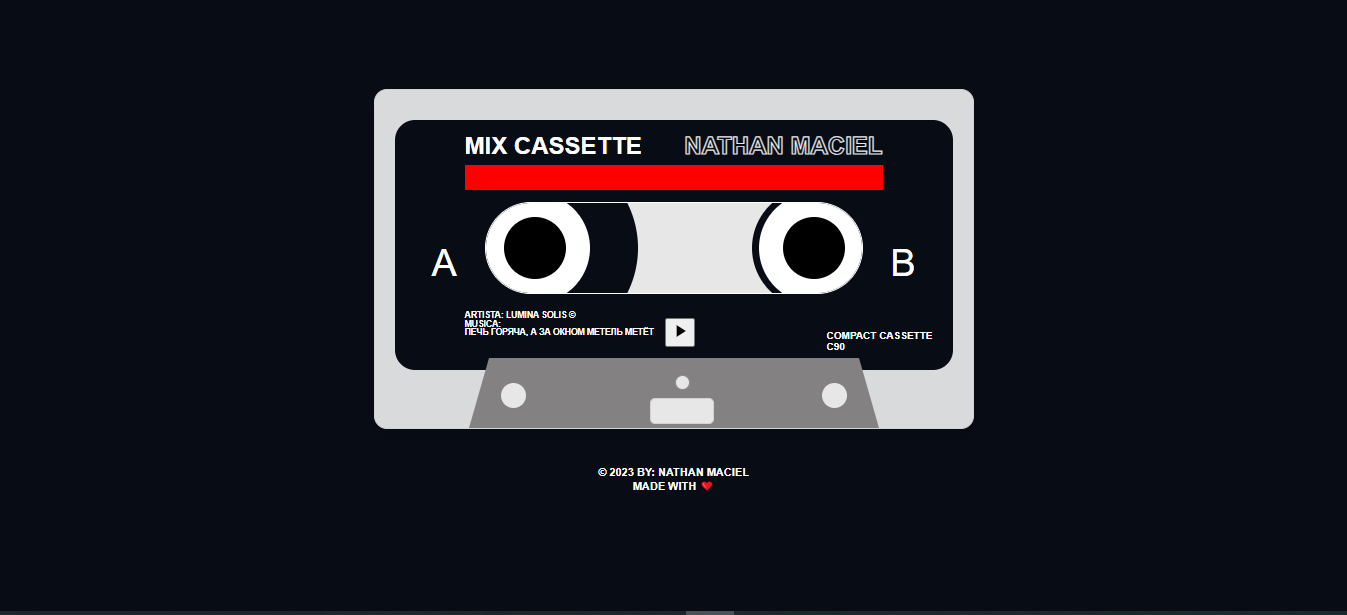 MIX CASSETTE NATHAN MACIEL
A
B
ARTISTA: LUMINA SOLIS ©
MUSICA:
ПЕЧЬ ГОРЯЧА, А ЗА ОКНОМ МЕТЕЛЬ МЕТЁТ
COMPACT CASSETTE
C90
© 2023 BY: NATHAN MACIEL
MADE WITH ❤